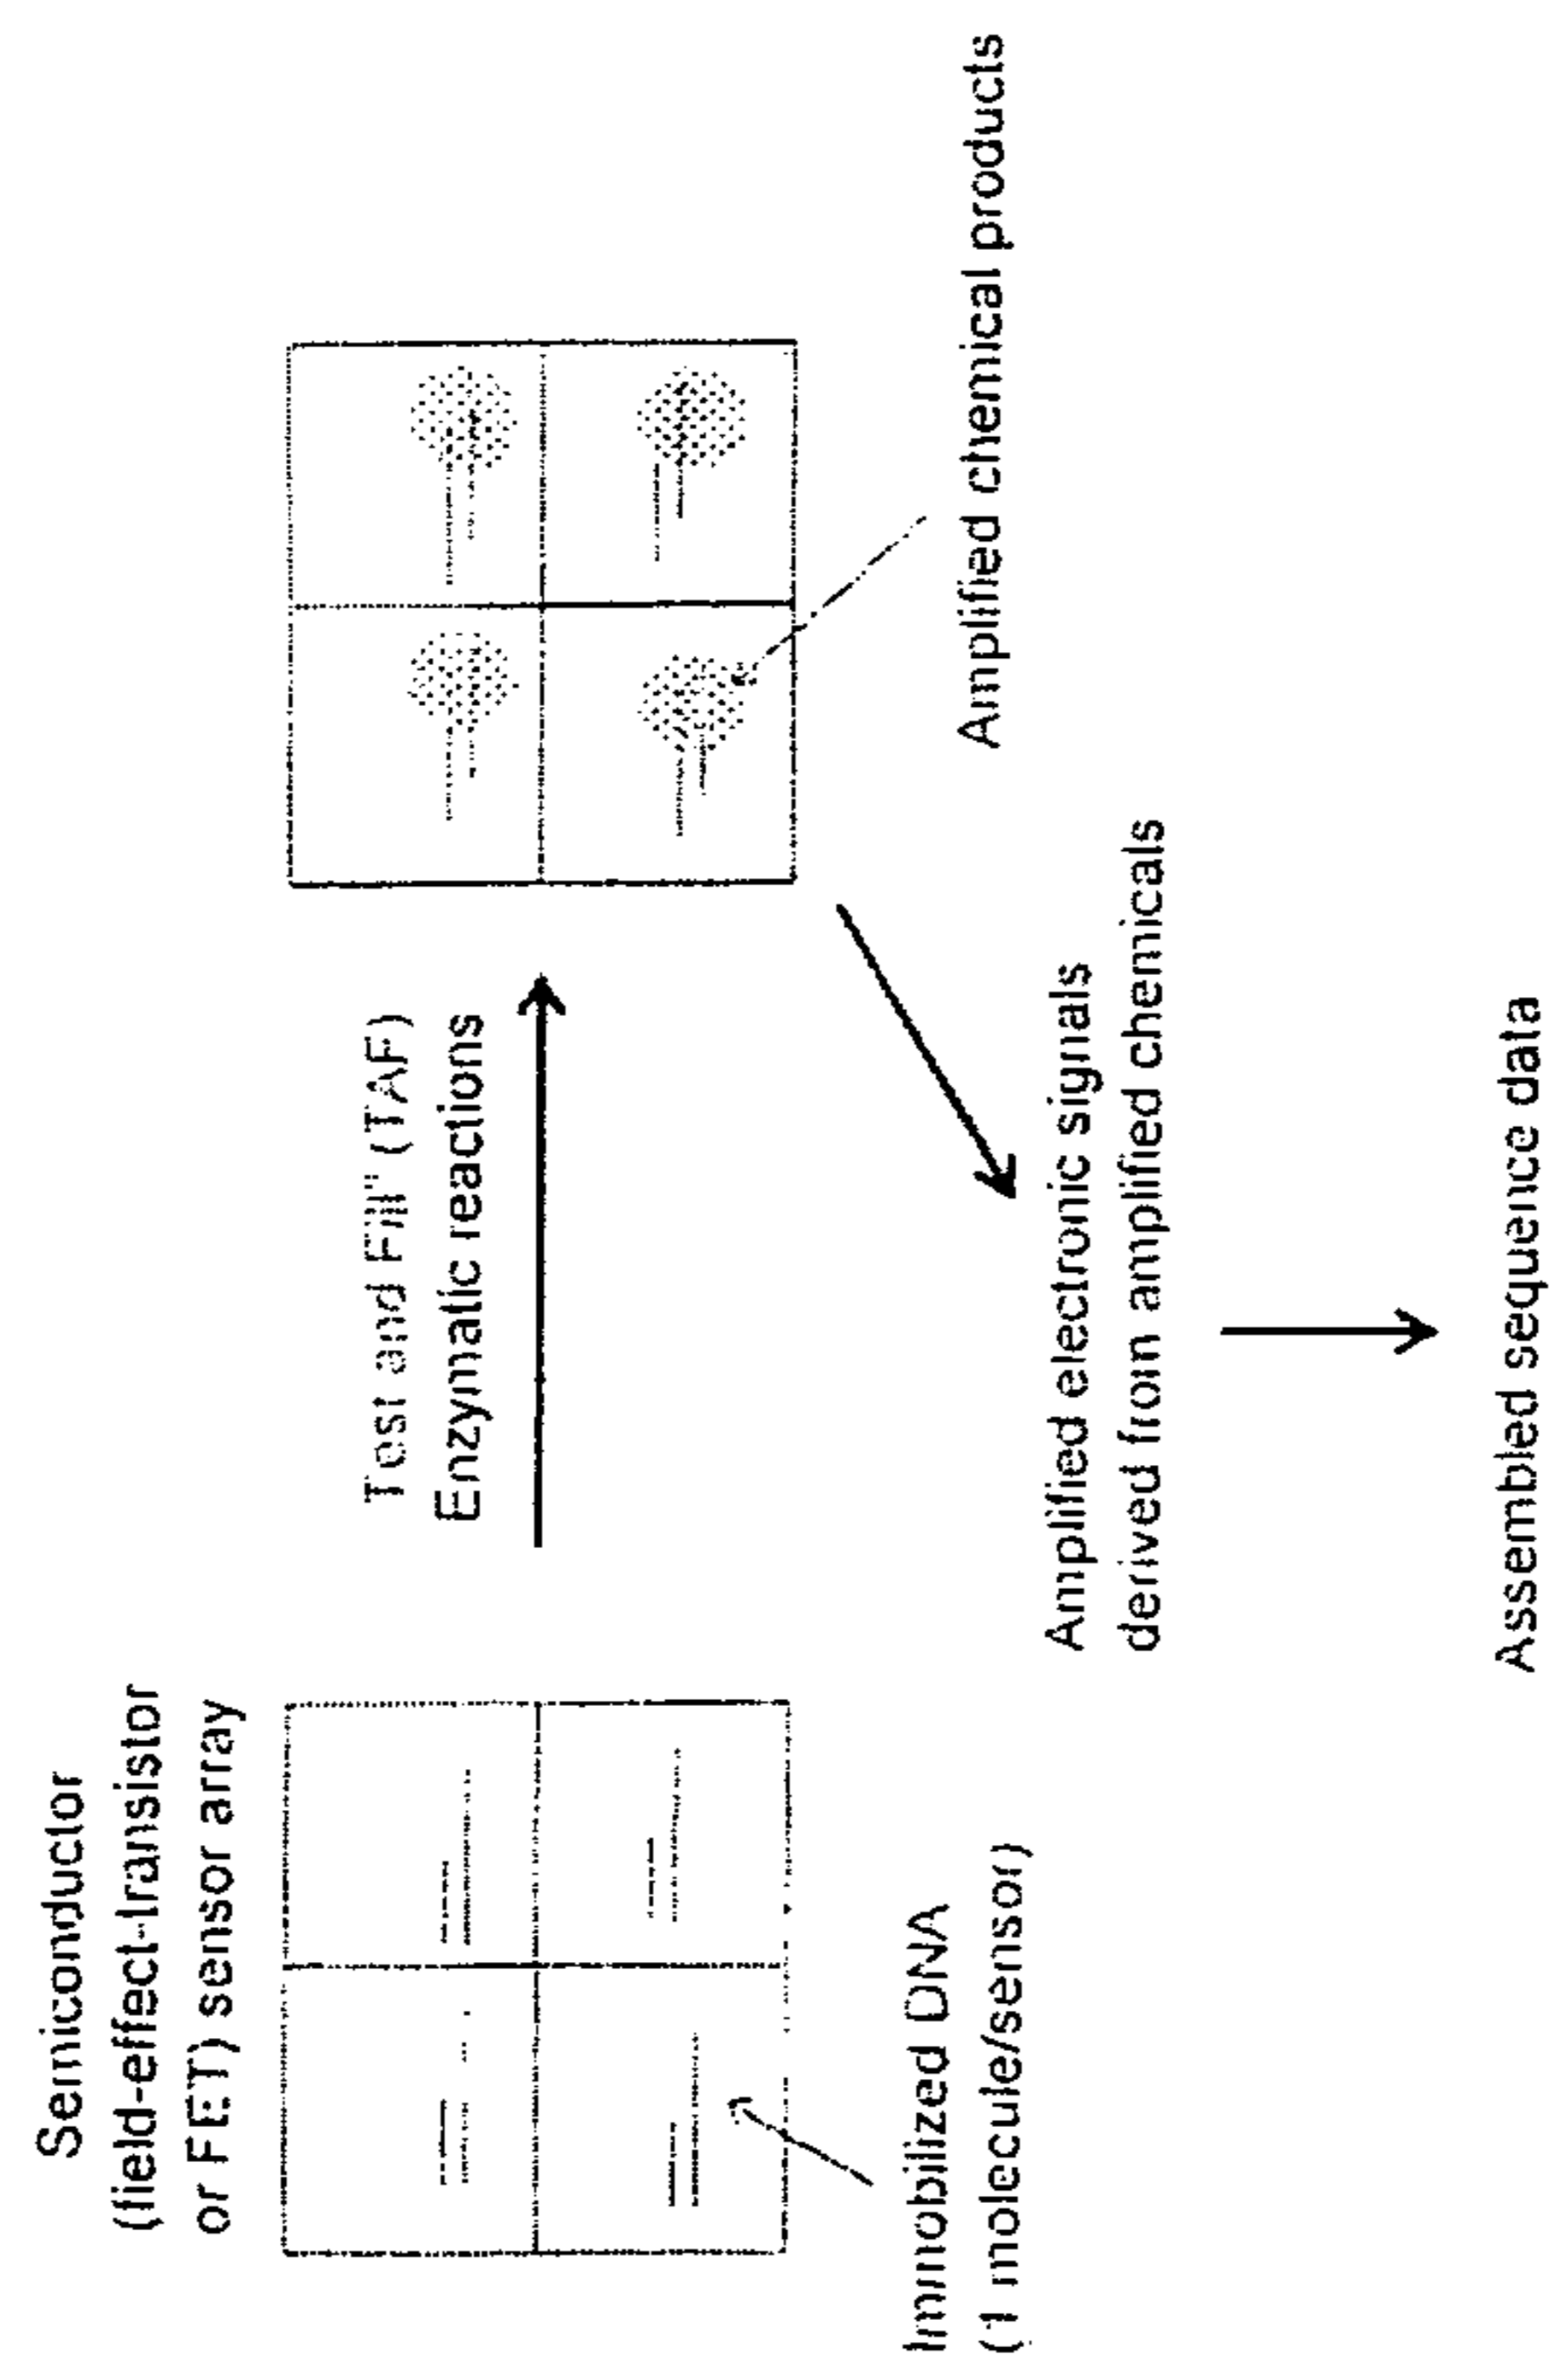 Semiconductor
(field-effect-transistor
or FET) sensor array
Immobilized DNA
(1 molecule/sensor)
Test and Fill" (TAF)
Enzymatic reactions
Amplified chemical products
Amplified electronic signals
derived from amplified chemicals
Assembled sequence data